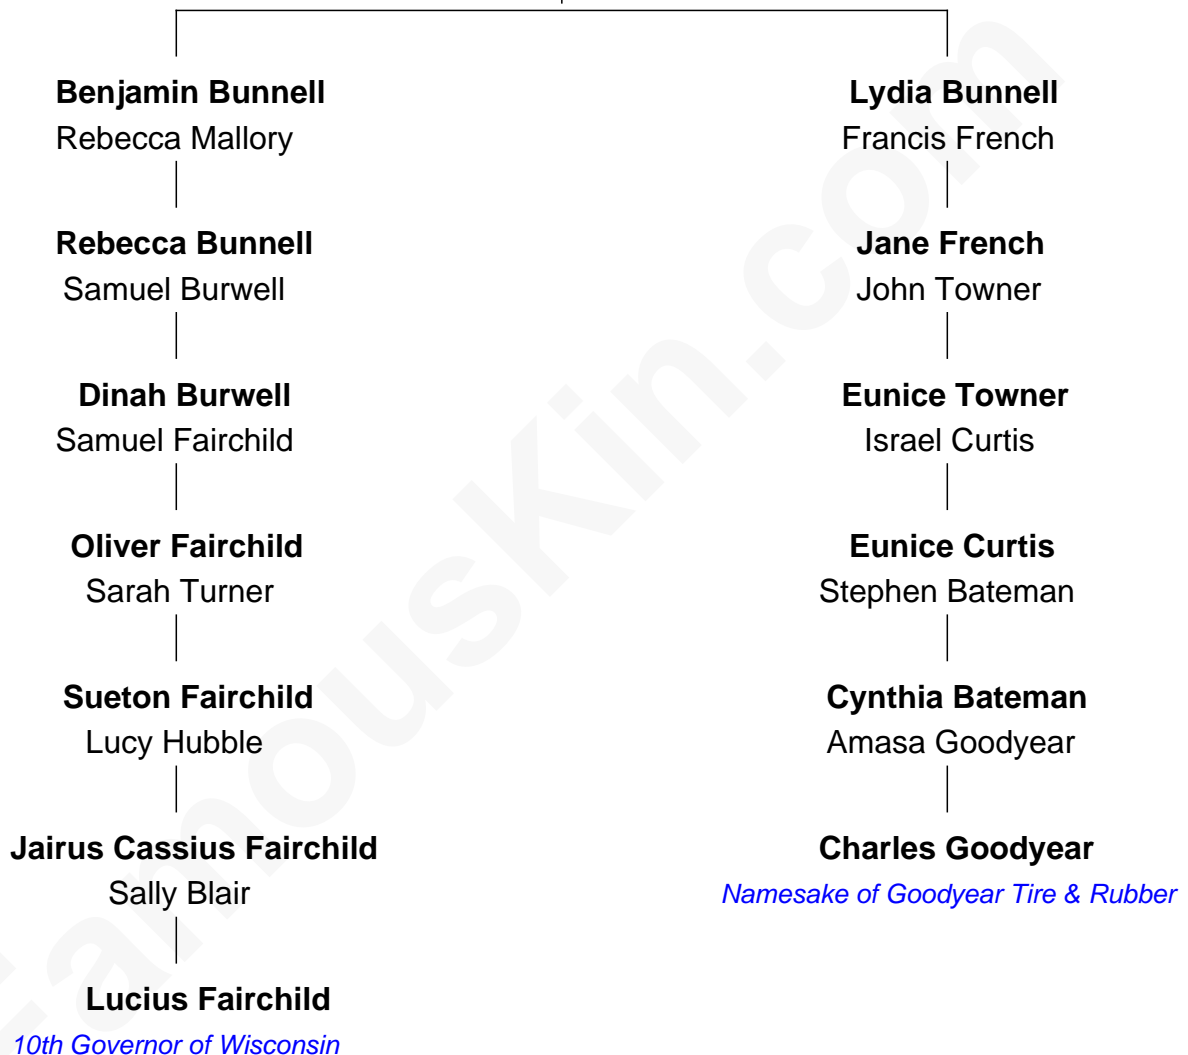 Benjamin Bunnell
Rebecca Mallory
Rebecca Bunnell
Samuel Burwell
Dinah Burwell
Samuel Fairchild
Oliver Fairchild
Sarah Turner
Sueton Fairchild
Lucy Hubble
Jairus Cassius Fairchild
Sally Blair
Lucius Fairchild
10th Governor of Wisconsin
Lydia Bunnell
Francis French
Jane French
John Towner
Eunice Towner
Israel Curtis
Eunice Curtis
Stephen Bateman
Cynthia Bateman
Amasa Goodyear
Charles Goodyear
Namesake of Goodyear Tire & Rubber
FamousKin.com